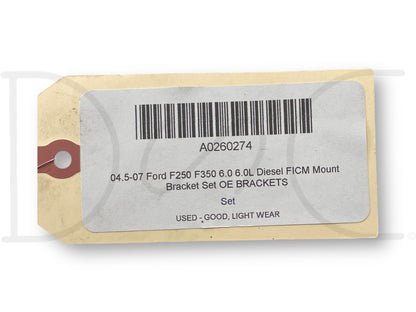 A0260274
04.5-07 Ford F250 F350 6.0 6.0L Diesel FICM Mount
Bracket Set OE BRACKETS
Set
USED - GOOD, LIGHT WEAR